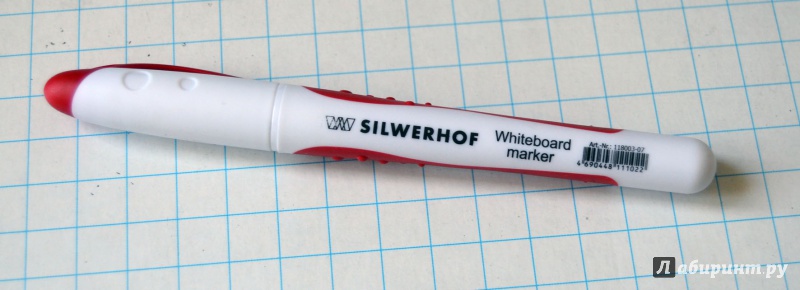 SILWERHOF
Whiteboard
marker
Art.-Nr.: 118003-07
4 690448 111022
Лабиринт.ру